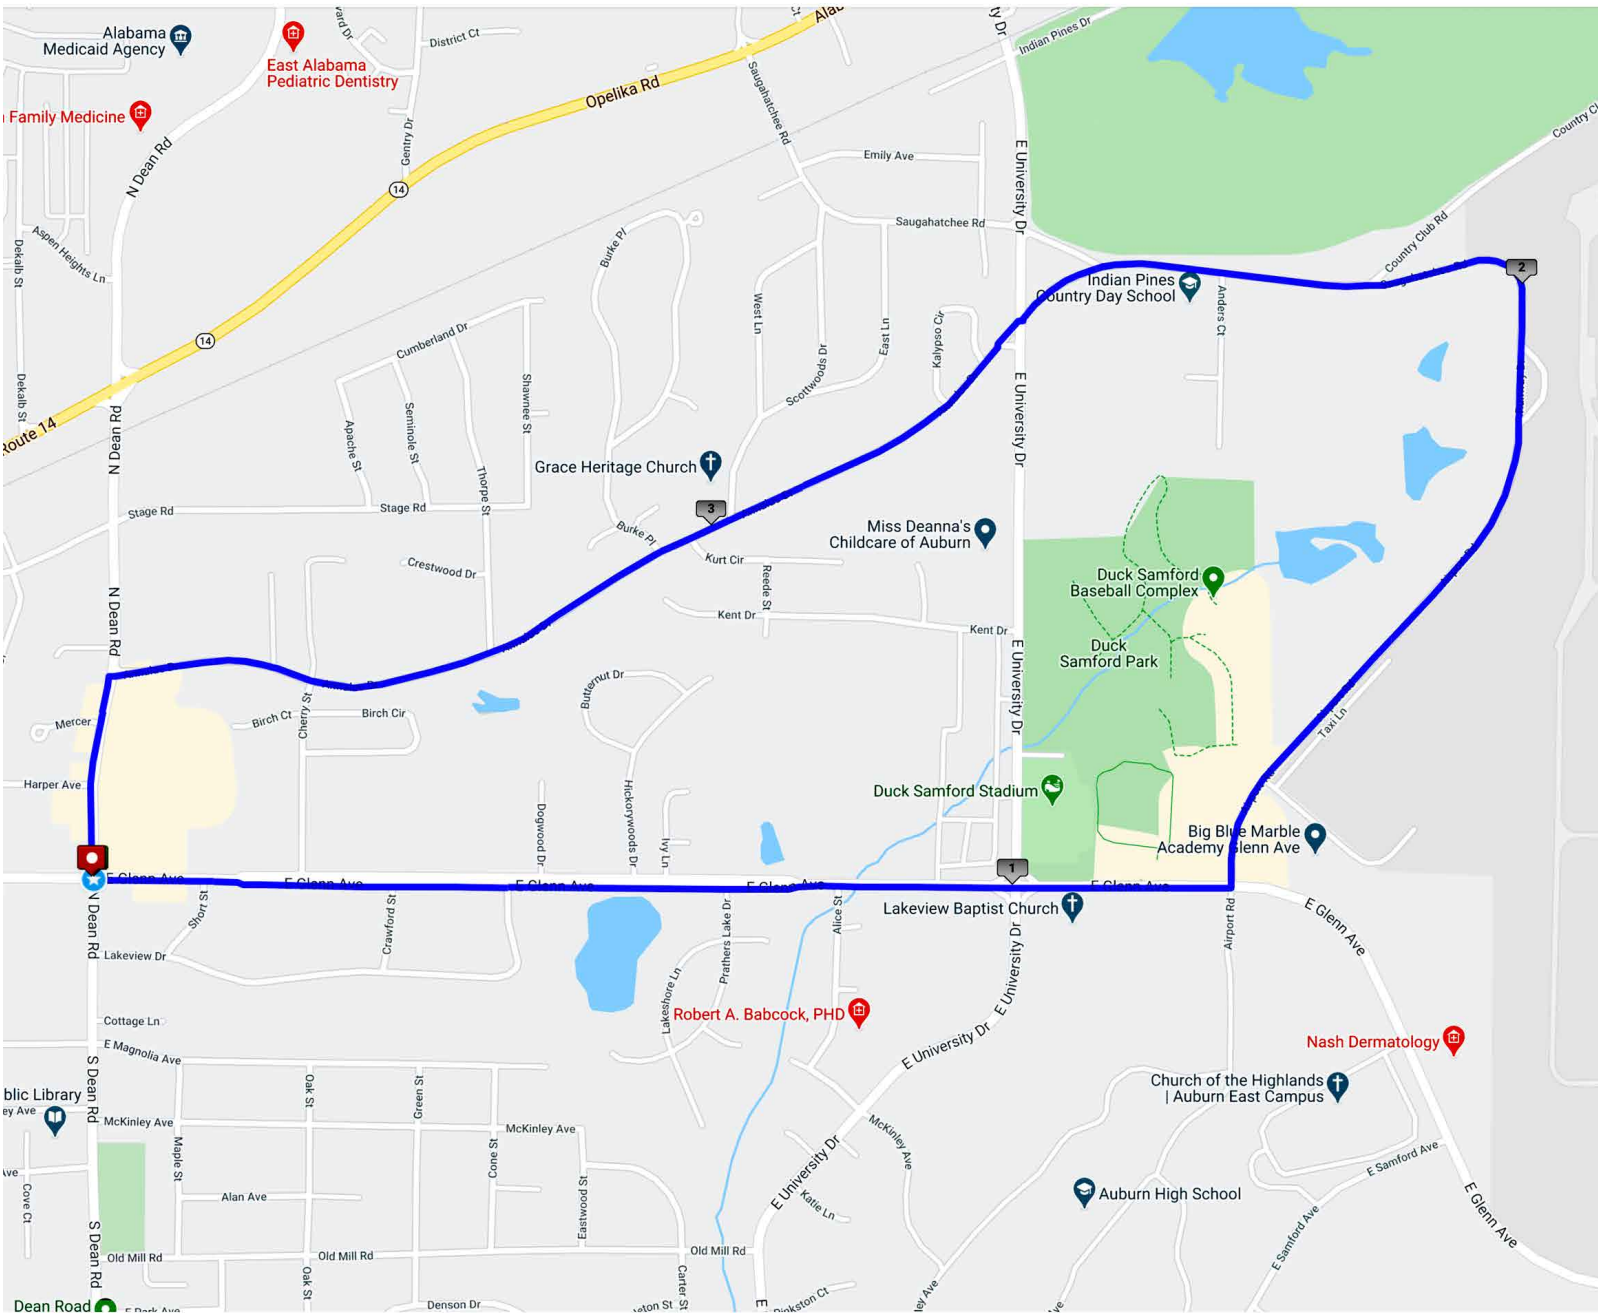 Alabama
Medicaid Agency
East Alabama
Pediatric Dentistry
District Ct
Indian Pines Dr
Family Medicine
N Dean Rd
Gentry Dr
Opelika Rd
Saugahatchee Rd
14
Emily Ave
E University Dr
Country Club Rd
Saugahatchee Rd
Aspen Heights Ln
Dekalb St
Burke Pl
Indian Pines
Country Day School
2
14
Cumberland Dr
West Ln
East Ln
Kalypso Cir
Anders Ct
Dekalb St
Shawnee St
Scottwoods Dr
E University Dr
Route 14
N Dean Rd
Apache St
Seminole St
Thorpe St
Grace Heritage Church
3
Stage Rd
Stage Rd
Burke Pl
Miss Deanna's
Childcare of Auburn
Kurt Cir
Crestwood Dr
Reede St
Duck Samford
Baseball Complex
N Dean Rd
Kent Dr
Kent Dr
Duck
Samford Park
E University Dr
Butternut Dr
Mercer
Birch Ct
Birch Cir
Cherry St
Taxi Ln
Harper Ave
Dogwood Dr
Hickorywoods Dr
Ivy Ln
Duck Samford Stadium
Big Blue Marble
Academy Glenn Ave
1
E Glenn Ave
E Glenn Ave
E Glenn Ave
E Glenn Ave
E Glenn Ave
Short St
Crawford St
Prathers Lake Dr
Alice St
Lakeview Baptist Church
Airport Rd
E Glenn Ave
N Dean Rd
Lakeview Dr
Lakeshore Ln
E University Dr
Robert A. Babcock, PHD
Cottage Ln
E Magnolia Ave
E University Dr
Nash Dermatology
S Dean Rd
Oak St
Green St
Church of the Highlands
| Auburn East Campus
blic Library
ey Ave
McKinley Ave
McKinley Ave
McKinley Ave
Maple St
Cone St
E University Dr
E Samford Ave
Cove Ct
Alan Ave
Eastwood St
Katie Ln
Auburn High School
E Glenn Ave
S Dean Rd
Old Mill Rd
Old Mill Rd
Old Mill Rd
E Samford Ave
Oak St
Carter St
Dean Road
E Park Ave
Denson Dr
Pinkston Ct